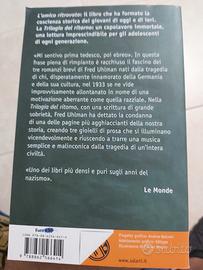 L'amico ritrovato: il libro che ha formato la
coscienza storica dei giovani di oggi e di ieri.
La Trilogia del ritorno: un capolavoro immortale,
una lettura imprescindibile per gli adolescenti
di ogni generazione.
«Mi sentivo prima tedesco, poi ebreo». In questa
frase piena di rimpianto è racchiuso il fascino dei
tre romanzi di Fred Uhlman nati dalla tragedia
di chi, disperatamente innamorato della Germania
e della sua cultura, nel 1933 se ne vide
improvvisamente allontanato in nome di una
motivazione aberrante come quella razziale. Nella
Trilogia del ritorno, con una scrittura di grande
sobrietà, Fred Uhlman ha dettato la condanna
di una delle pagine più agghiaccianti della nostra
storia, creando tre gioielli di prosa che si illuminano
vicendevolmente e riuscendo a trarre una musica
semplice e malinconica dalla tragedia di un'intera
civiltà.
«Uno dei libri più densi e puri sugli anni del
nazismo».
Le Monde
Euro
Progetto grafico:
www.tealibri.it
Subito